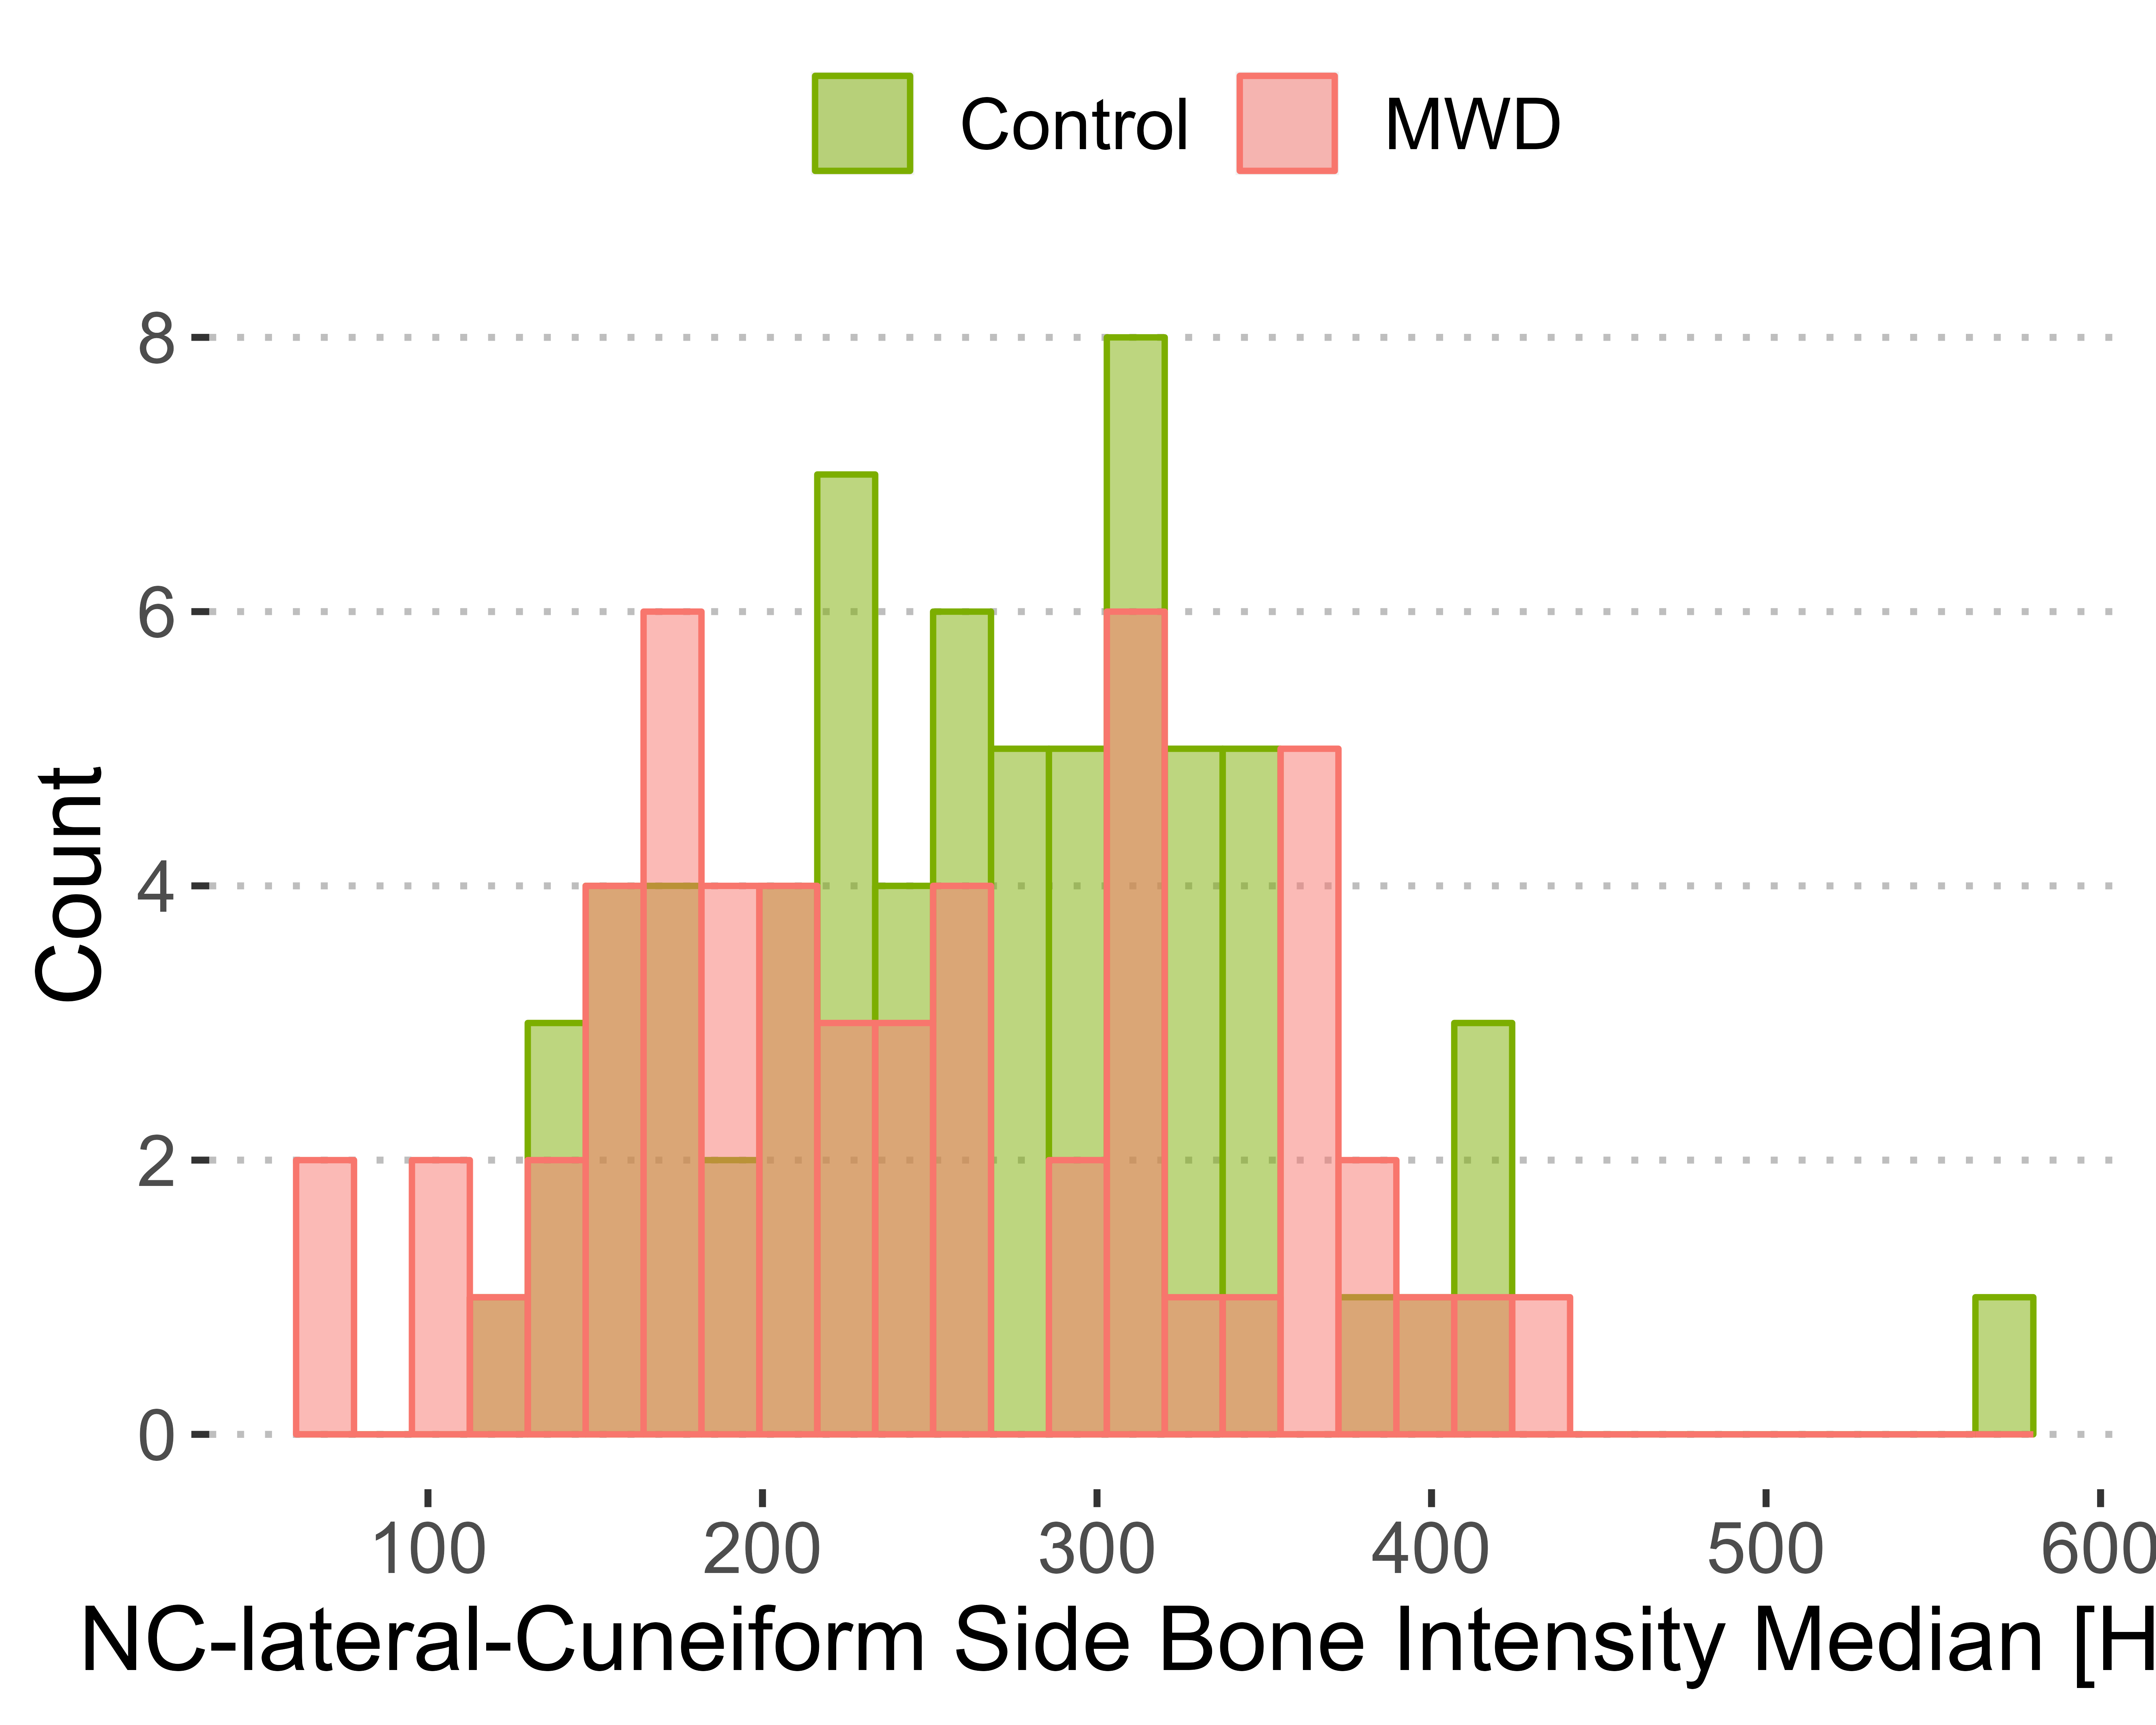 Control MWD
8
6
4
2
0
Count
100 200 300 400 500 600
NC-lateral-Cuneiform Side Bone Intensity Median [H